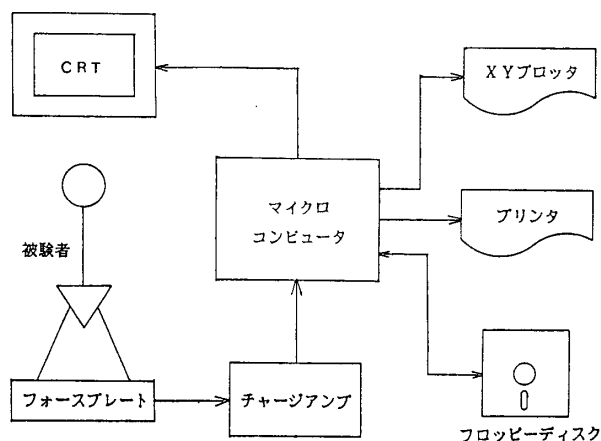 CRT
XYプロッタ
マイクロ
コンピュータ
プリンタ
被験者
フォースプレート
チャージアンプ
フロッピーディスク